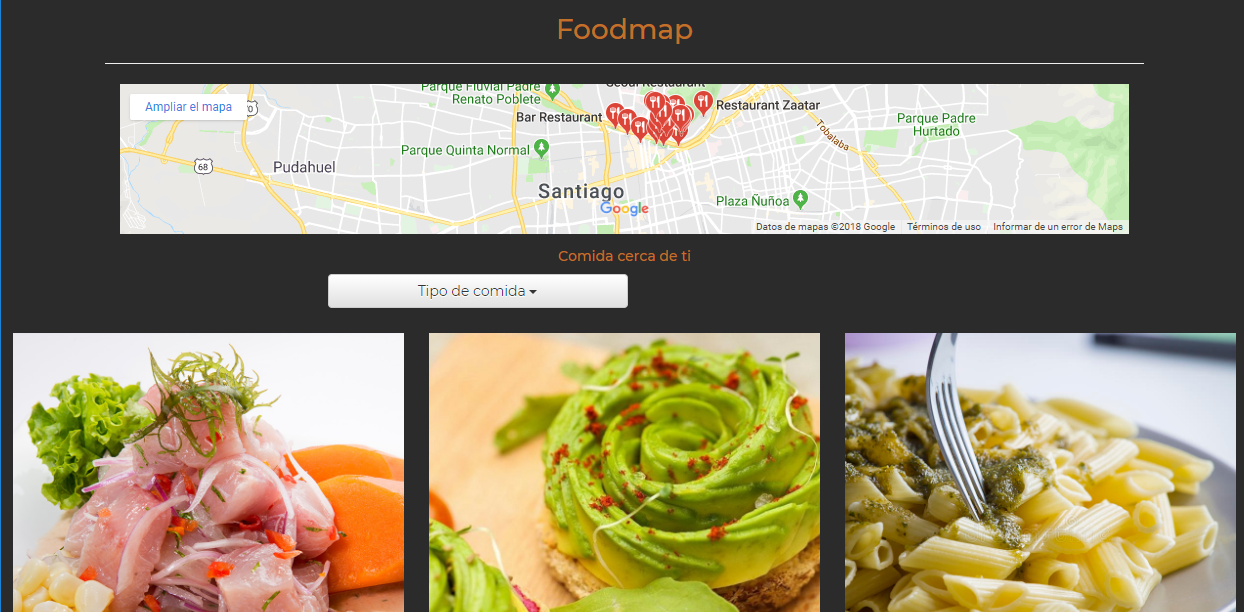 Foodmap
Ampliar el mapa
Parque Fluvial Padre
Renato Poblete
Seoul Restaurant
Bar Restaurant
Restaurant Zaatar
Parque Padre
Hurtado
Tobalaba
Parque Quinta Normal
68
Pudahuel
Santiago
Google
Plaza Ñuñoa
Datos de mapas ©2018 Google Términos de uso Informar de un error de Maps
Comida cerca de ti
Tipo de comida